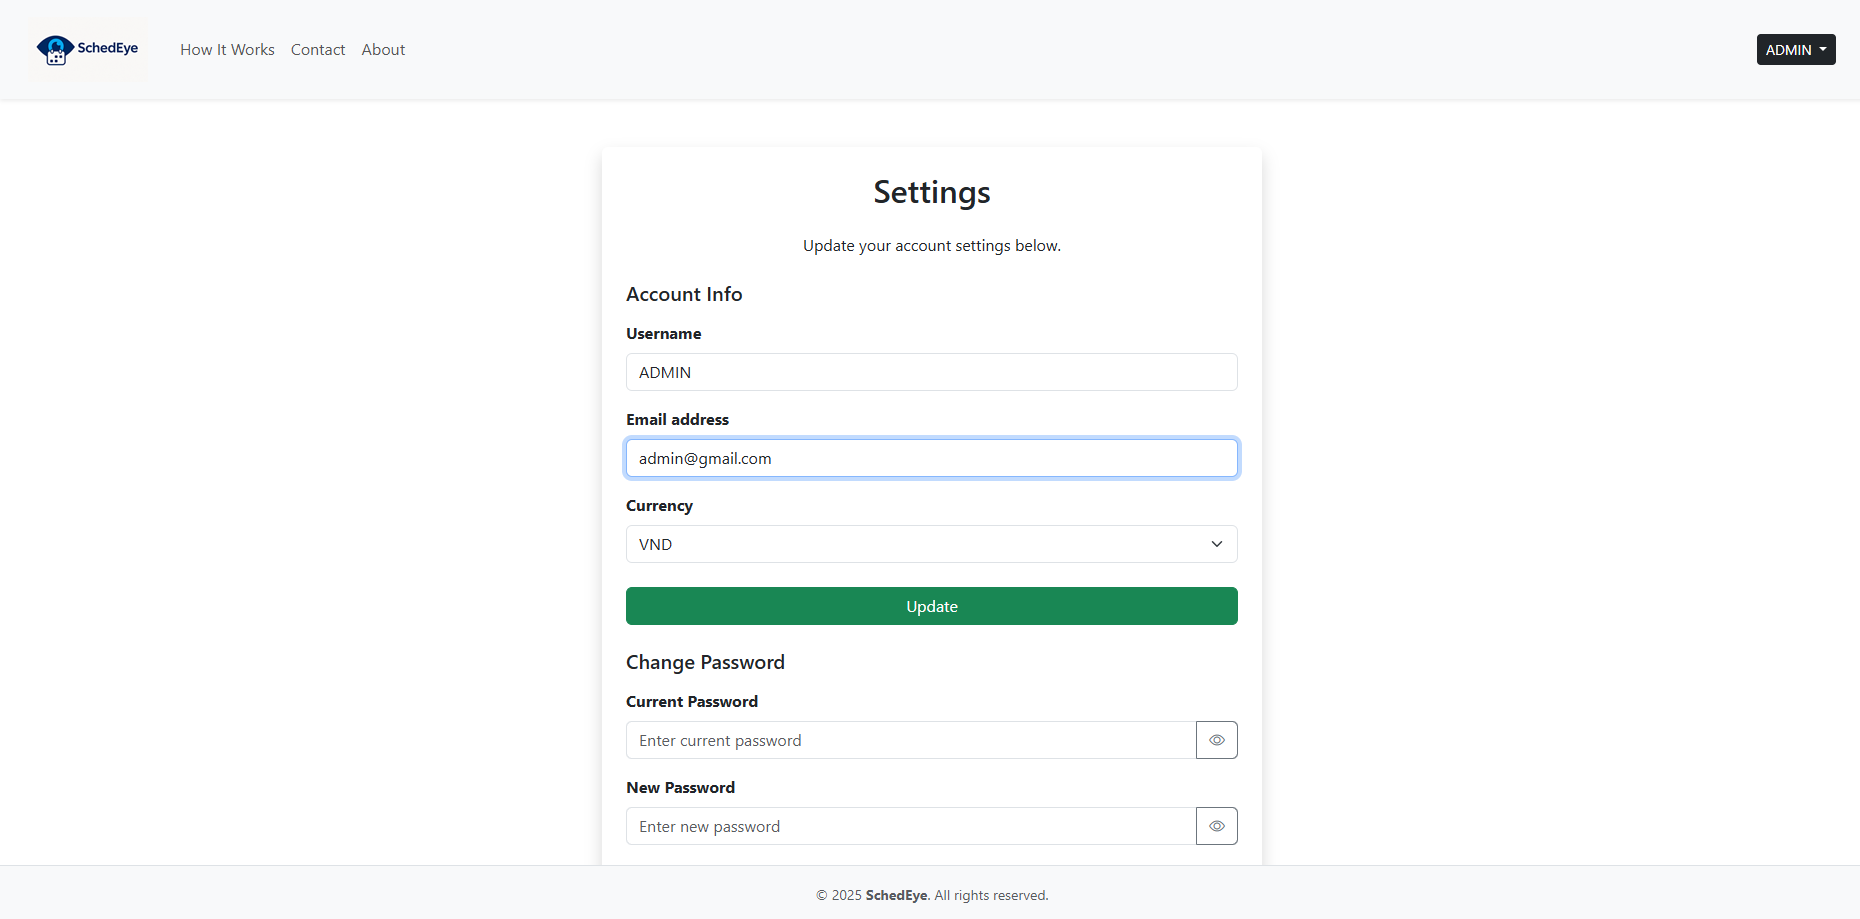 SchedEye
How It Works
Contact
About
ADMIN
Settings
Update your account settings below.
Account Info
Username
ADMIN
Email address
admin@gmail.com
Currency
VND
Update
Change Password
Current Password
Enter current password
New Password
Enter new password
© 2025 SchedEye. All rights reserved.